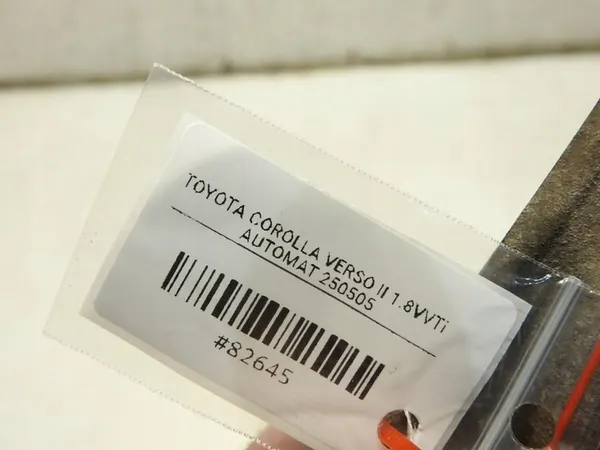 TOYOTA COROLLA VERSO II 1.8VVTi
AUTOMAT 250505
#82645